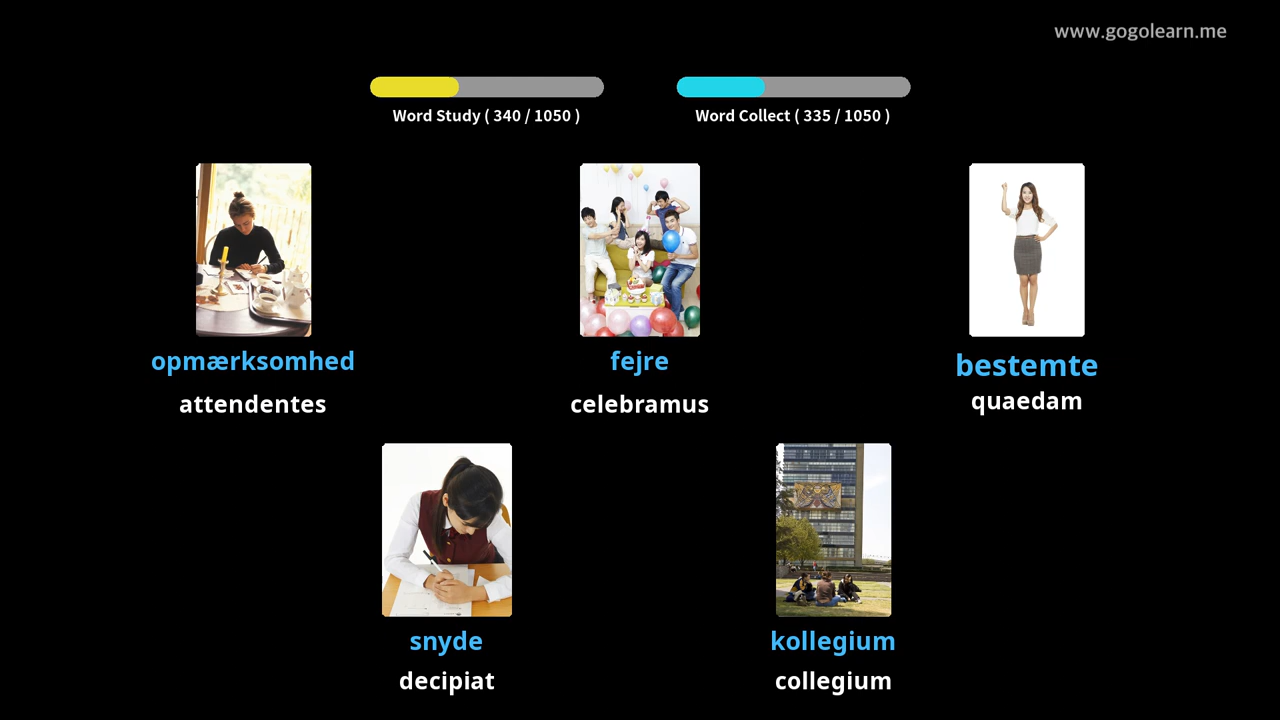 www.gogolearn.me
Word Study ( 340 / 1050 )
Word Collect ( 335 / 1050 )
opmærksomhed
attendentes
fejre
celebramus
bestemte
quaedam
snyde
decipiat
kollegium
collegium